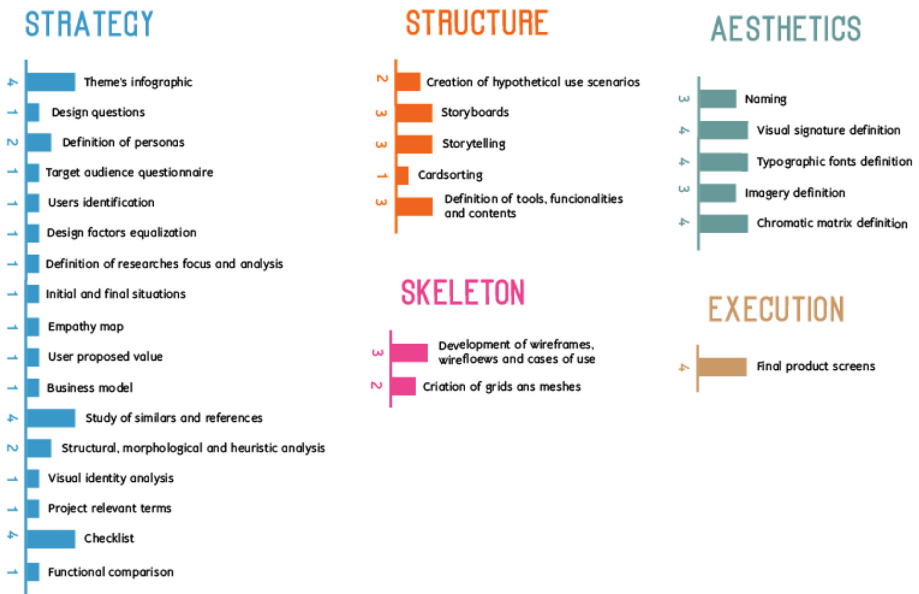 STRATEGY
4 Theme's infographic
1 Design questions
2 Definition of personas
1 Target audience questionnaire
1 Users identification
1 Design factors equalization
1 Definition of researches focus and analysis
1 Initial and final situations
1 Empathy map
1 User proposed value
1 Business model
4 Study of similars and references
2 Structural, morphological and heuristic analysis
1 Visual identity analysis
1 Project relevant terms
4 Checklist
1 Functional comparison
STRUCTURE
2 Creation of hypothetical use scenarios
3 Storyboards
3 Storytelling
1 Cardsorting
3 Definition of tools, funcionalities
and contents
SKELETON
3 Development of wireframes,
wirefloews and cases of use
2 Criation of grids ans meshes
AESTHETICS
3 Naming
4 Visual signature definition
4 Typographic fonts definition
3 Imagery definition
4 Chromatic matrix definition
EXECUTION
4 Final product screens